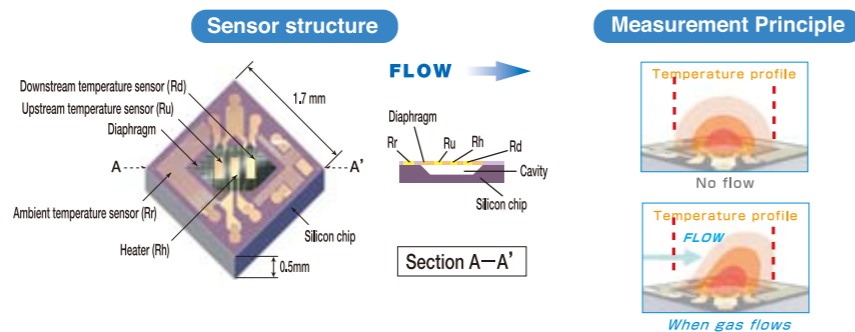 Sensor structure
Measurement Principle
Downstream temperature sensor (Rd)
Upstream temperature sensor (Ru)
Diaphragm
1.7 mm
A
A'
Ambient temperature sensor (Rr)
Heater (Rh)
Silicon chip
0.5mm
FLOW
Diaphragm
Rr
Ru
Rh
Rd
Cavity
Silicon chip
Section A—A'
Temperature profile
No flow
Temperature profile
FLOW
When gas flows